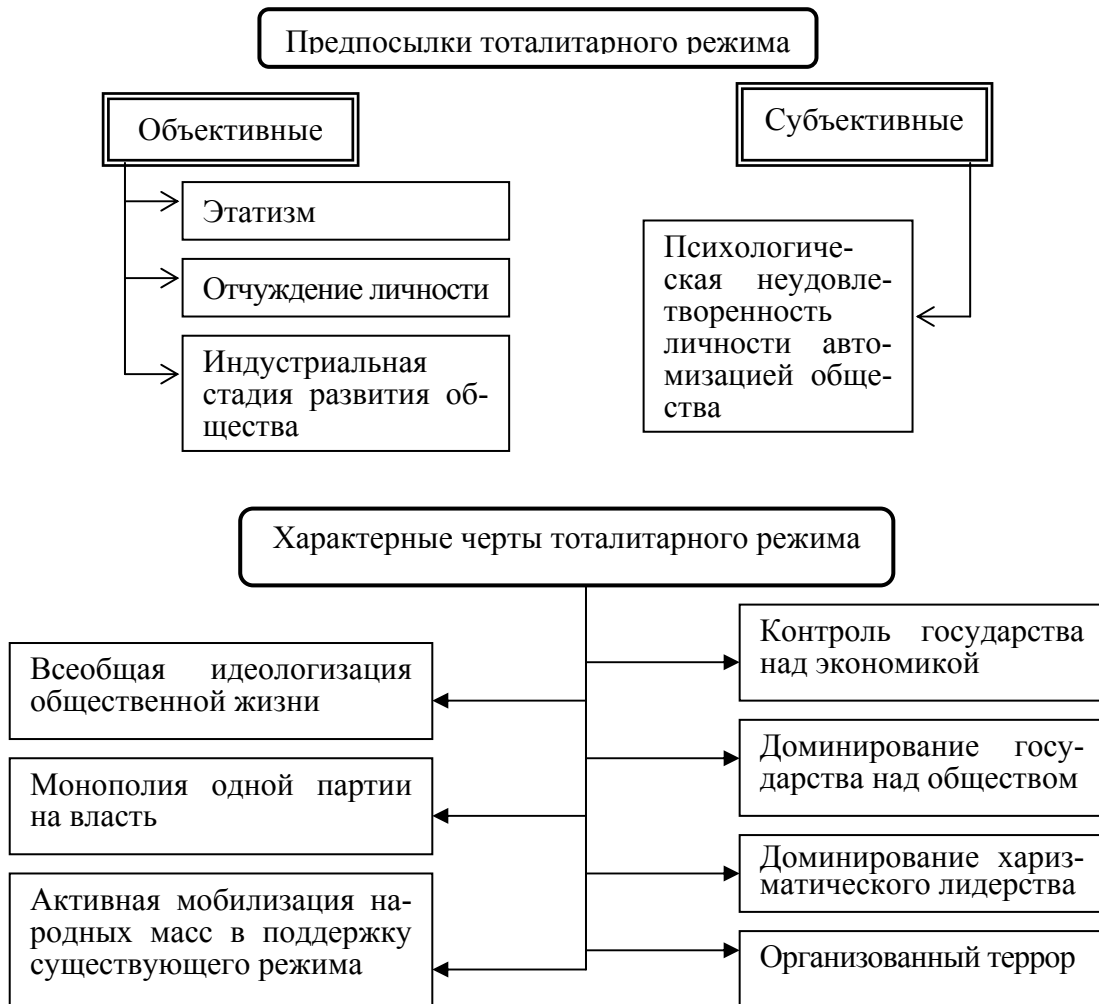 Предпосылки тоталитарного режима
Объективные
Субъективные
Этатизм
Отчуждение личности
Индустриальная
стадия развития об-
щества
Психологиче-
ская неудовле-
творенность
личности авто-
мизацией обще-
ства
Характерные черты тоталитарного режима
Всеобщая идеологизация
общественной жизни
Монополия одной партии
на власть
Активная мобилизация на-
родных масс в поддержку
существующего режима
Контроль государства
над экономикой
Доминирование госу-
дарства над обществом
Доминирование хариз-
матического лидерства
Организованный террор